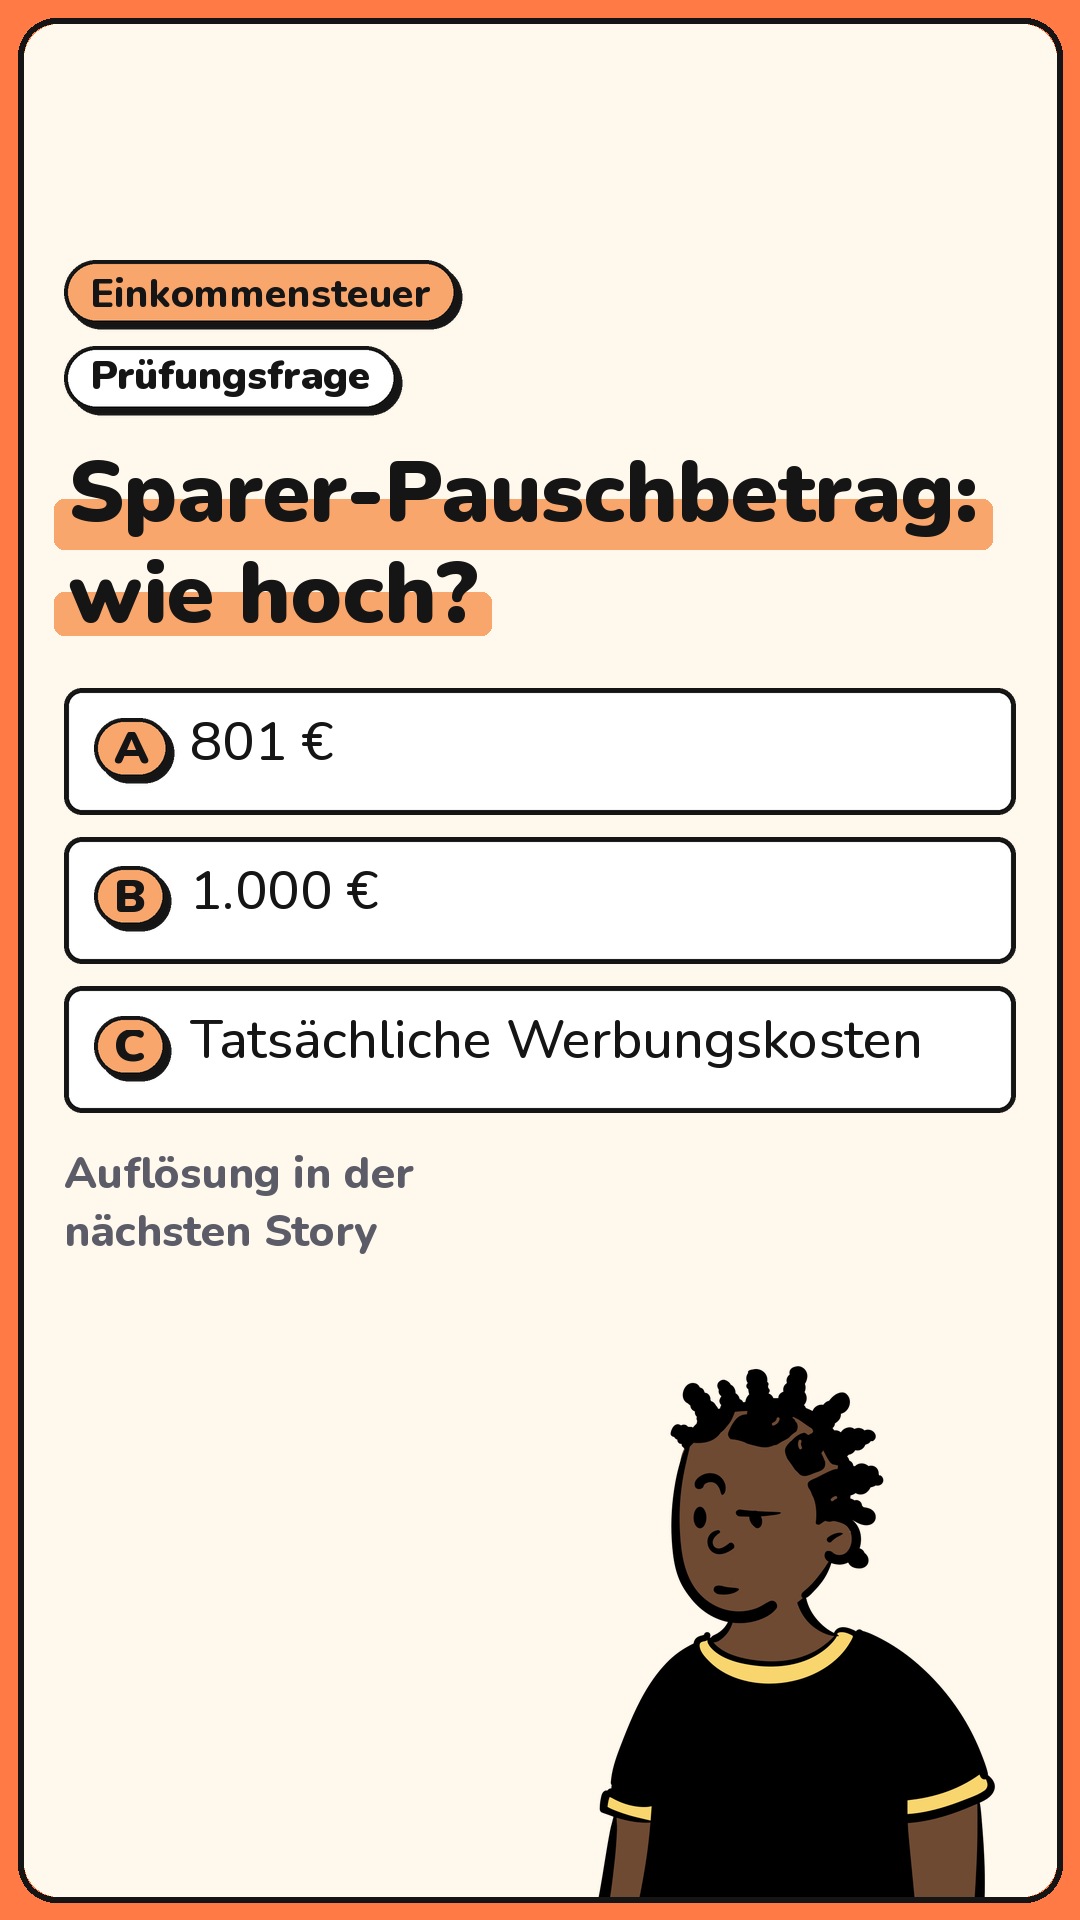 Einkommensteuer
Prüfungsfrage
Sparer-Pauschbetrag:
wie hoch?
A 801 €
B 1.000 €
C Tatsächliche Werbungskosten
Auflösung in der
nächsten Story